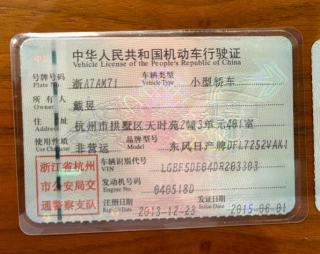 中华人民共和国机动车行驶证
Vehicle License of the People's Republic of China
号牌号码 浙A7AM71 车辆类型 小型轿车
Plate No. Vehicle Type
所有人 戴昱
Owner
住址 杭州市拱墅区天时苑2幢3单元401室
Address
使用性质 非营运 品牌型号 东风日产牌DFL7252VAK1
Use Character Model
浙江省杭州 车辆识别代号 LGBF5DE04DR203303
VIN
市公安局交 发动机号码 040518D
Engine No.
通警察支队 注册日期 2013-12-23 发证日期 2015-06-01
Register Date Issue Date